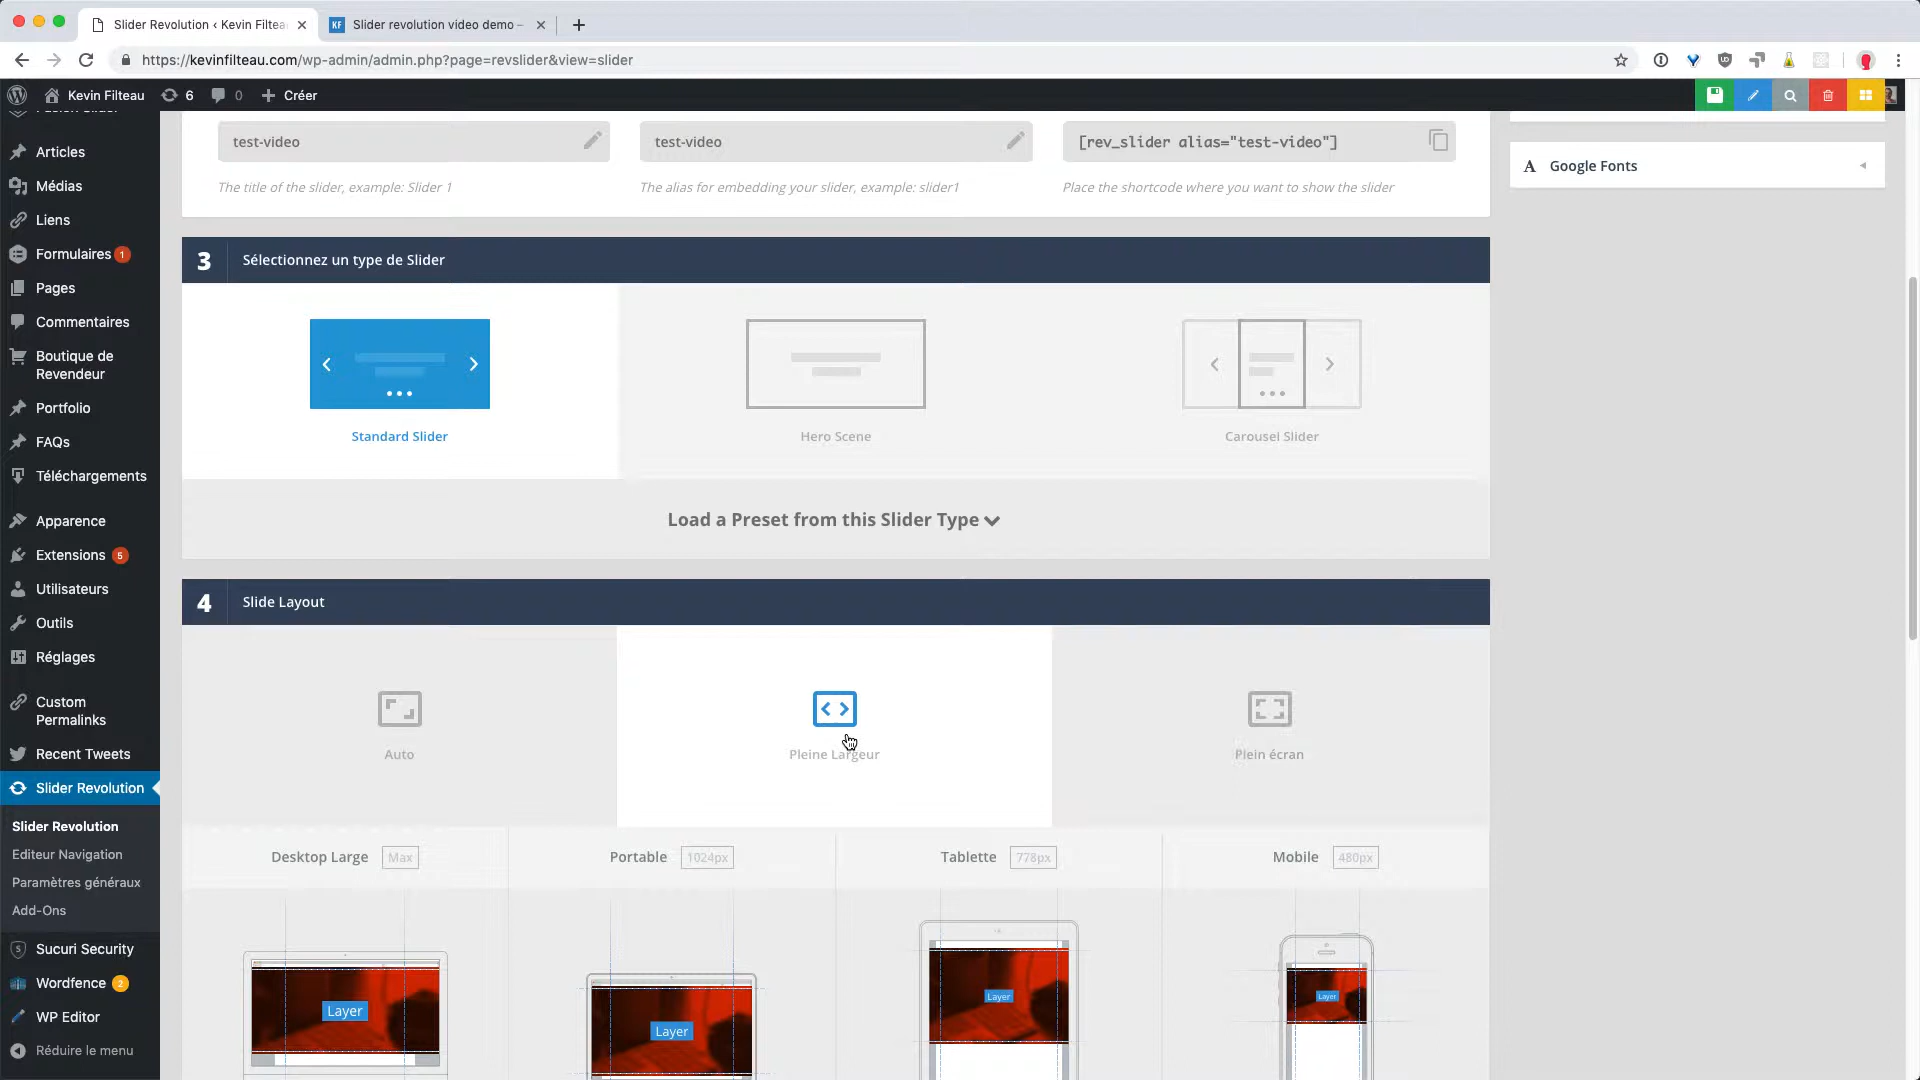 Slider Revolution ‹ Kevin Filtea
KF Slider revolution video demo –
https://kevinfilteau.com/wp-admin/admin.php?page=revslider&view=slider
Kevin Filteau 6 0 Créer
Articles
Médias
Liens
Formulaires 1
Pages
Commentaires
Boutique de
Revendeur
Portfolio
FAQs
Téléchargements
Apparence
Extensions 5
Utilisateurs
Outils
Réglages
Custom
Permalinks
Recent Tweets
Slider Revolution
Slider Revolution
Editeur Navigation
Paramètres généraux
Add-Ons
Sucuri Security
Wordfence 2
WP Editor
Réduire le menu
test-video
test-video
[rev_slider alias="test-video"]
The title of the slider, example: Slider 1
The alias for embedding your slider, example: slider1
Place the shortcode where you want to show the slider
Google Fonts
3 Sélectionnez un type de Slider
Standard Slider
Hero Scene
Carousel Slider
Load a Preset from this Slider Type
4 Slide Layout
Auto
Pleine Largeur
Plein écran
Desktop Large Max
Portable 1024px
Tablette 778px
Mobile 480px
Layer
Layer
Layer
Layer